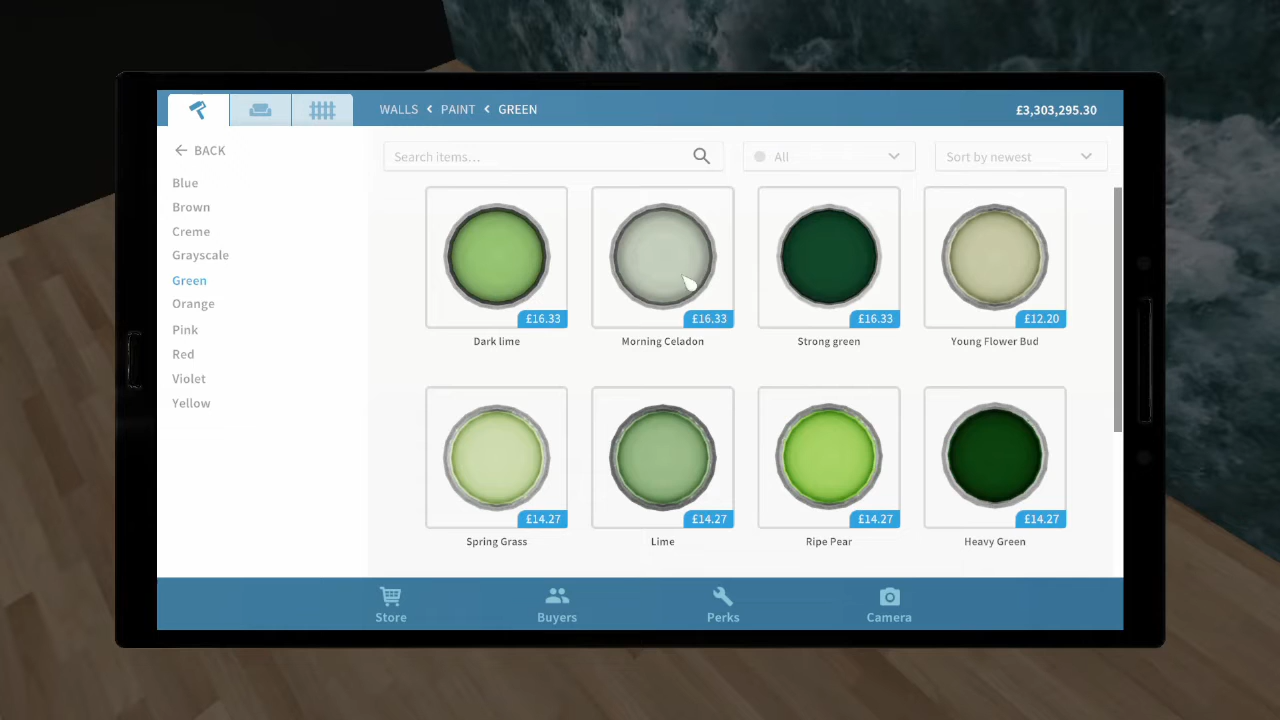 WALLS < PAINT < GREEN
£3,303,295.30
BACK
Search items...
All
Sort by newest
Blue
Brown
Creme
Grayscale
Green
Orange
Pink
Red
Violet
Yellow
£16.33
£16.33
£16.33
£12.20
Dark lime
Morning Celadon
Strong green
Young Flower Bud
£14.27
£14.27
£14.27
£14.27
Spring Grass
Lime
Ripe Pear
Heavy Green
Store
Buyers
Perks
Camera